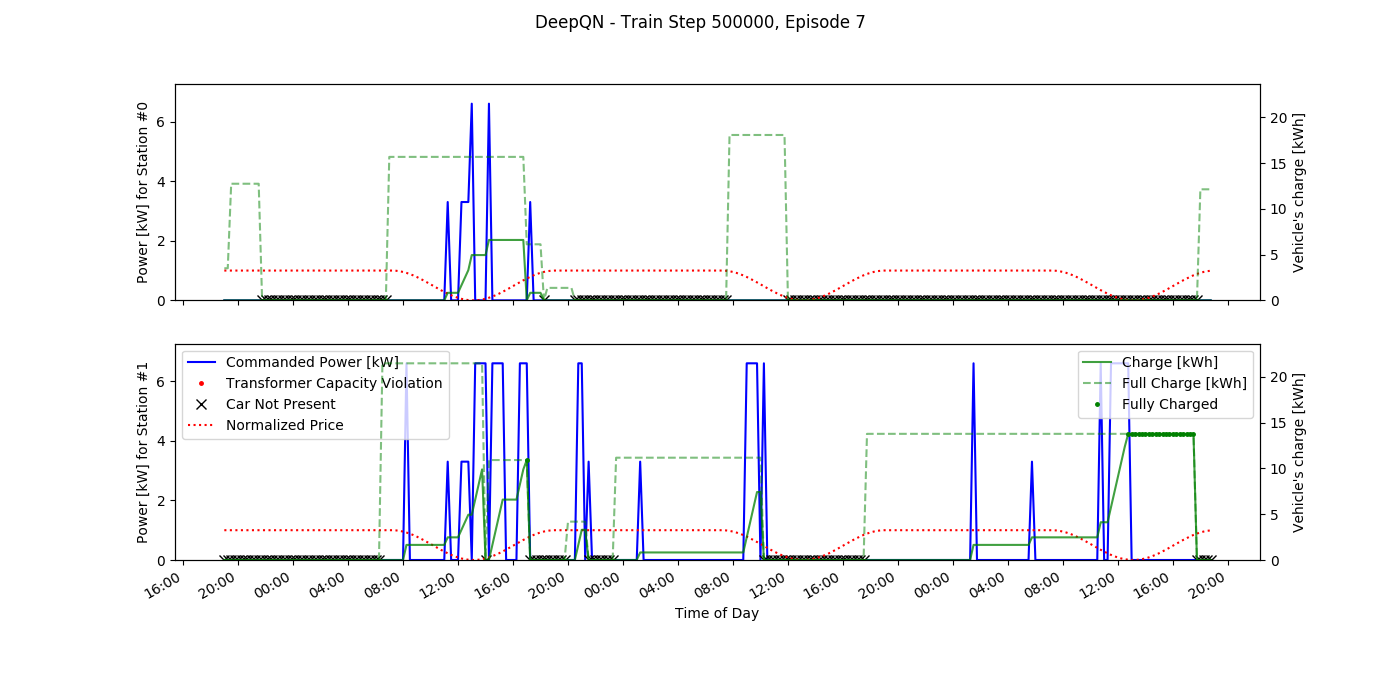 DeepQN - Train Step 500000, Episode 7
Power [kW] for Station #0
0
2
4
6
0
5
10
15
20
Vehicle's charge [kWh]
Power [kW] for Station #1
0
2
4
6
Commanded Power [kW]
Transformer Capacity Violation
Car Not Present
Normalized Price
Charge [kWh]
Full Charge [kWh]
Fully Charged
0
5
10
15
20
Vehicle's charge [kWh]
16:00
20:00
00:00
04:00
08:00
12:00
16:00
20:00
00:00
04:00
08:00
12:00
16:00
20:00
00:00
04:00
08:00
12:00
16:00
20:00
Time of Day